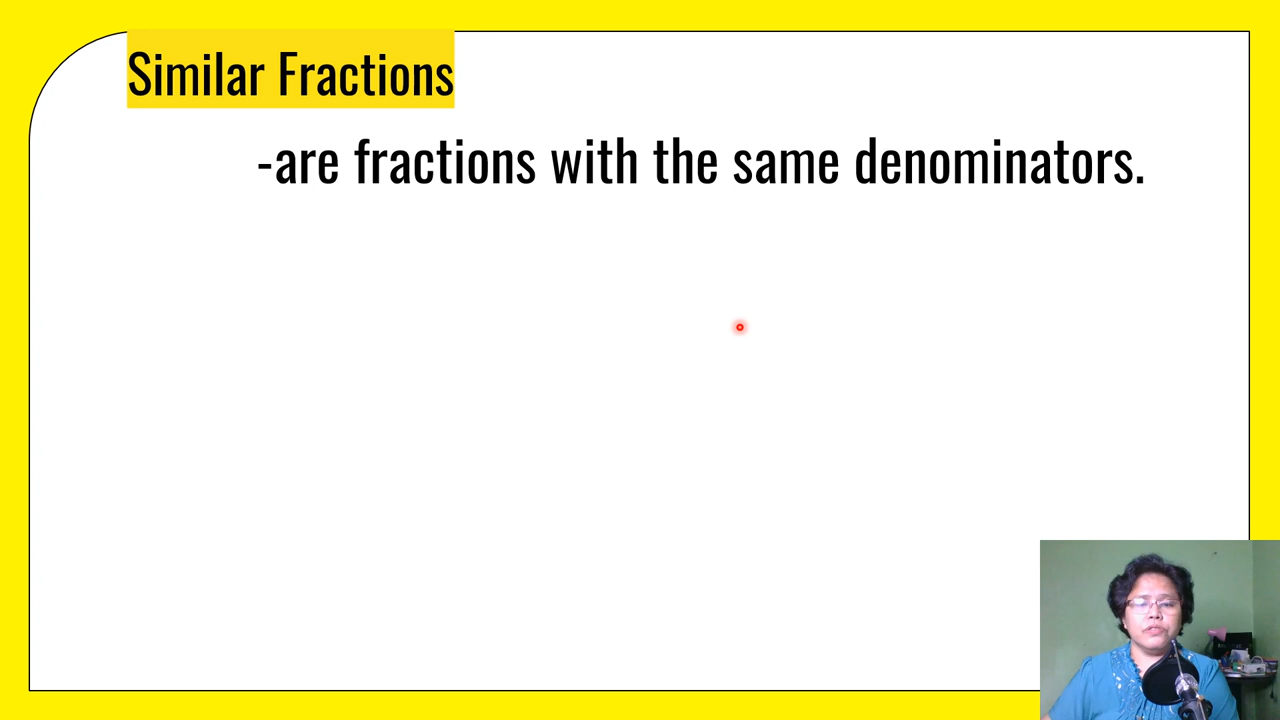 Similar Fractions
-are fractions with the same denominators.